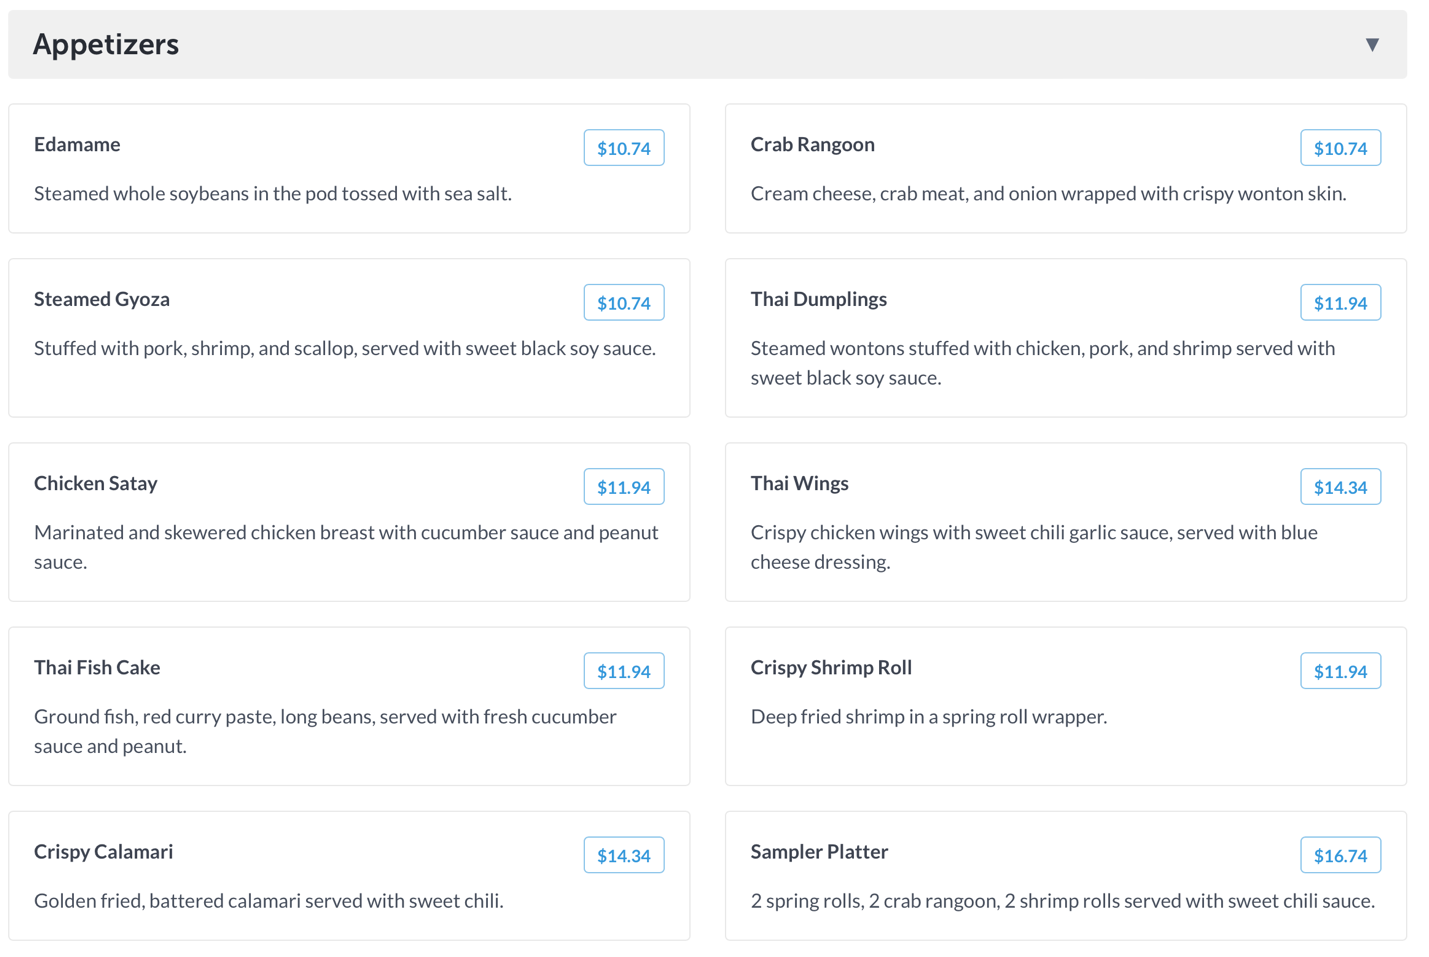 Appetizers ▼
Edamame
$10.74
Steamed whole soybeans in the pod tossed with sea salt.
Crab Rangoon
$10.74
Cream cheese, crab meat, and onion wrapped with crispy wonton skin.
Steamed Gyoza
$10.74
Stuffed with pork, shrimp, and scallop, served with sweet black soy sauce.
Thai Dumplings
$11.94
Steamed wontons stuffed with chicken, pork, and shrimp served with
sweet black soy sauce.
Chicken Satay
$11.94
Marinated and skewered chicken breast with cucumber sauce and peanut
sauce.
Thai Wings
$14.34
Crispy chicken wings with sweet chili garlic sauce, served with blue
cheese dressing.
Thai Fish Cake
$11.94
Ground fish, red curry paste, long beans, served with fresh cucumber
sauce and peanut.
Crispy Shrimp Roll
$11.94
Deep fried shrimp in a spring roll wrapper.
Crispy Calamari
$14.34
Golden fried, battered calamari served with sweet chili.
Sampler Platter
$16.74
2 spring rolls, 2 crab rangoon, 2 shrimp rolls served with sweet chili sauce.